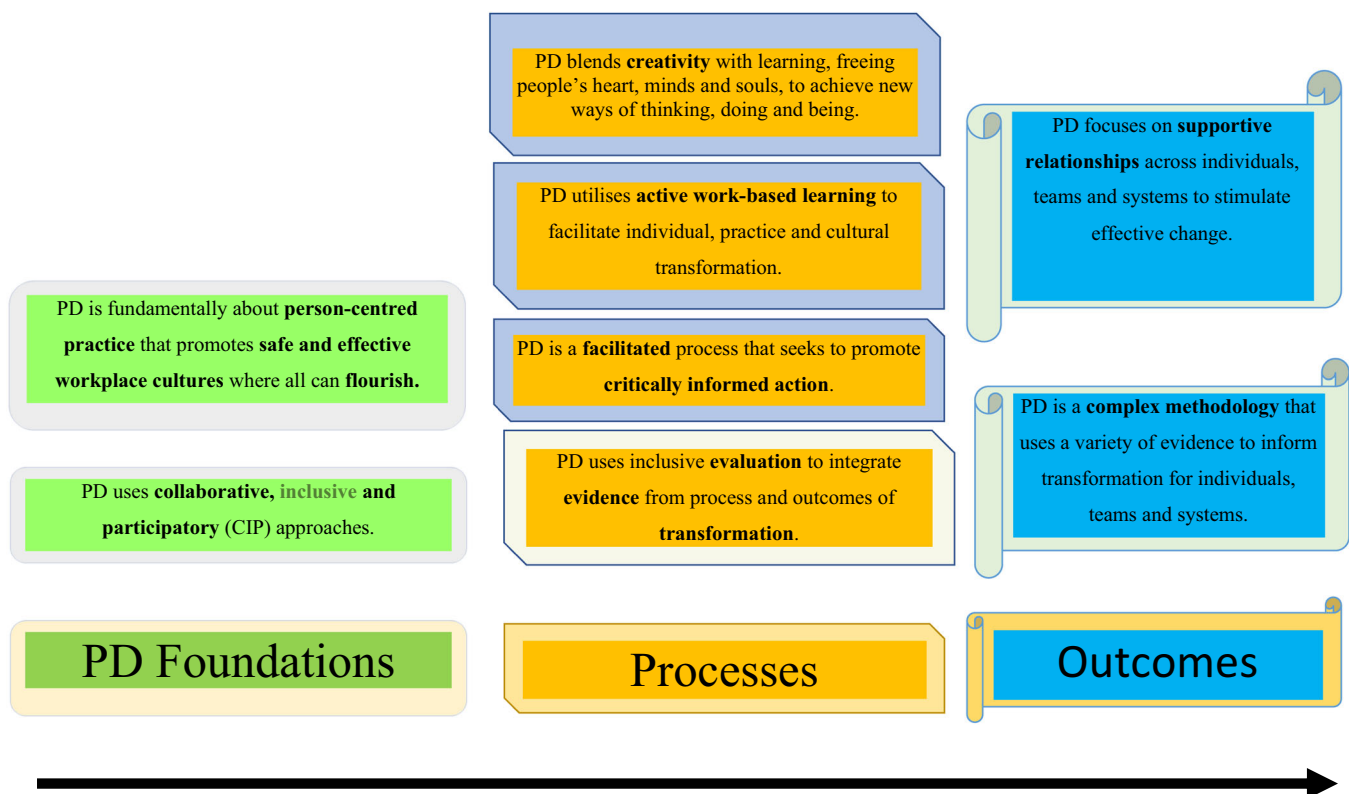 PD is fundamentally about person-centred
practice that promotes safe and effective
workplace cultures where all can flourish.
PD uses collaborative, inclusive and
participatory (CIP) approaches.
PD Foundations
PD blends creativity with learning, freeing
people’s heart, minds and souls, to achieve new
ways of thinking, doing and being.
PD utilises active work-based learning to
facilitate individual, practice and cultural
transformation.
PD is a facilitated process that seeks to promote
critically informed action.
PD uses inclusive evaluation to integrate
evidence from process and outcomes of
transformation.
Processes
PD focuses on supportive
relationships across individuals,
teams and systems to stimulate
effective change.
PD is a complex methodology that
uses a variety of evidence to inform
transformation for individuals,
teams and systems.
Outcomes